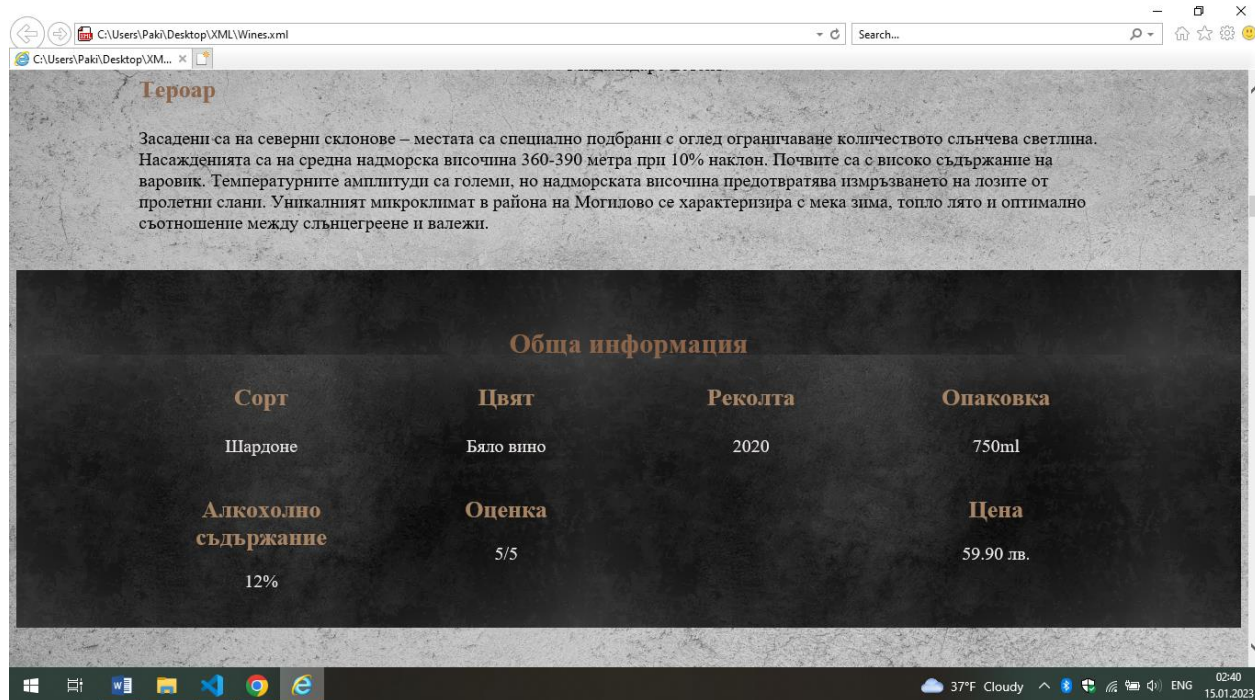 C:\Users\Paki\Desktop\XML\Wines.xml
Search...
C:\Users\Paki\Desktop\XM...
Тероар
Засадени са на северни склонове – местата са специално подбрани с оглед ограничаване количеството слънчева светлина.
Насажденията са на средна надморска височина 360-390 метра при 10% наклон. Почвите са с високо съдържание на
варовик. Температурните амплитуди са големи, но надморската височина предотвратява измръзването на лозите от
пролетни слани. Уникалният микроклимат в района на Могилово се характеризира с мека зима, топло лято и оптимално
съотношение между слънцегреене и валежи.
Обща информация
Сорт Цвят Реколта Опаковка
Шардоне Бяло вино 2020 750ml
Алкохолно Оценка Цена
съдържание
5/5 59.90 лв.
12%
37°F Cloudy ENG 02:40
15.01.2023